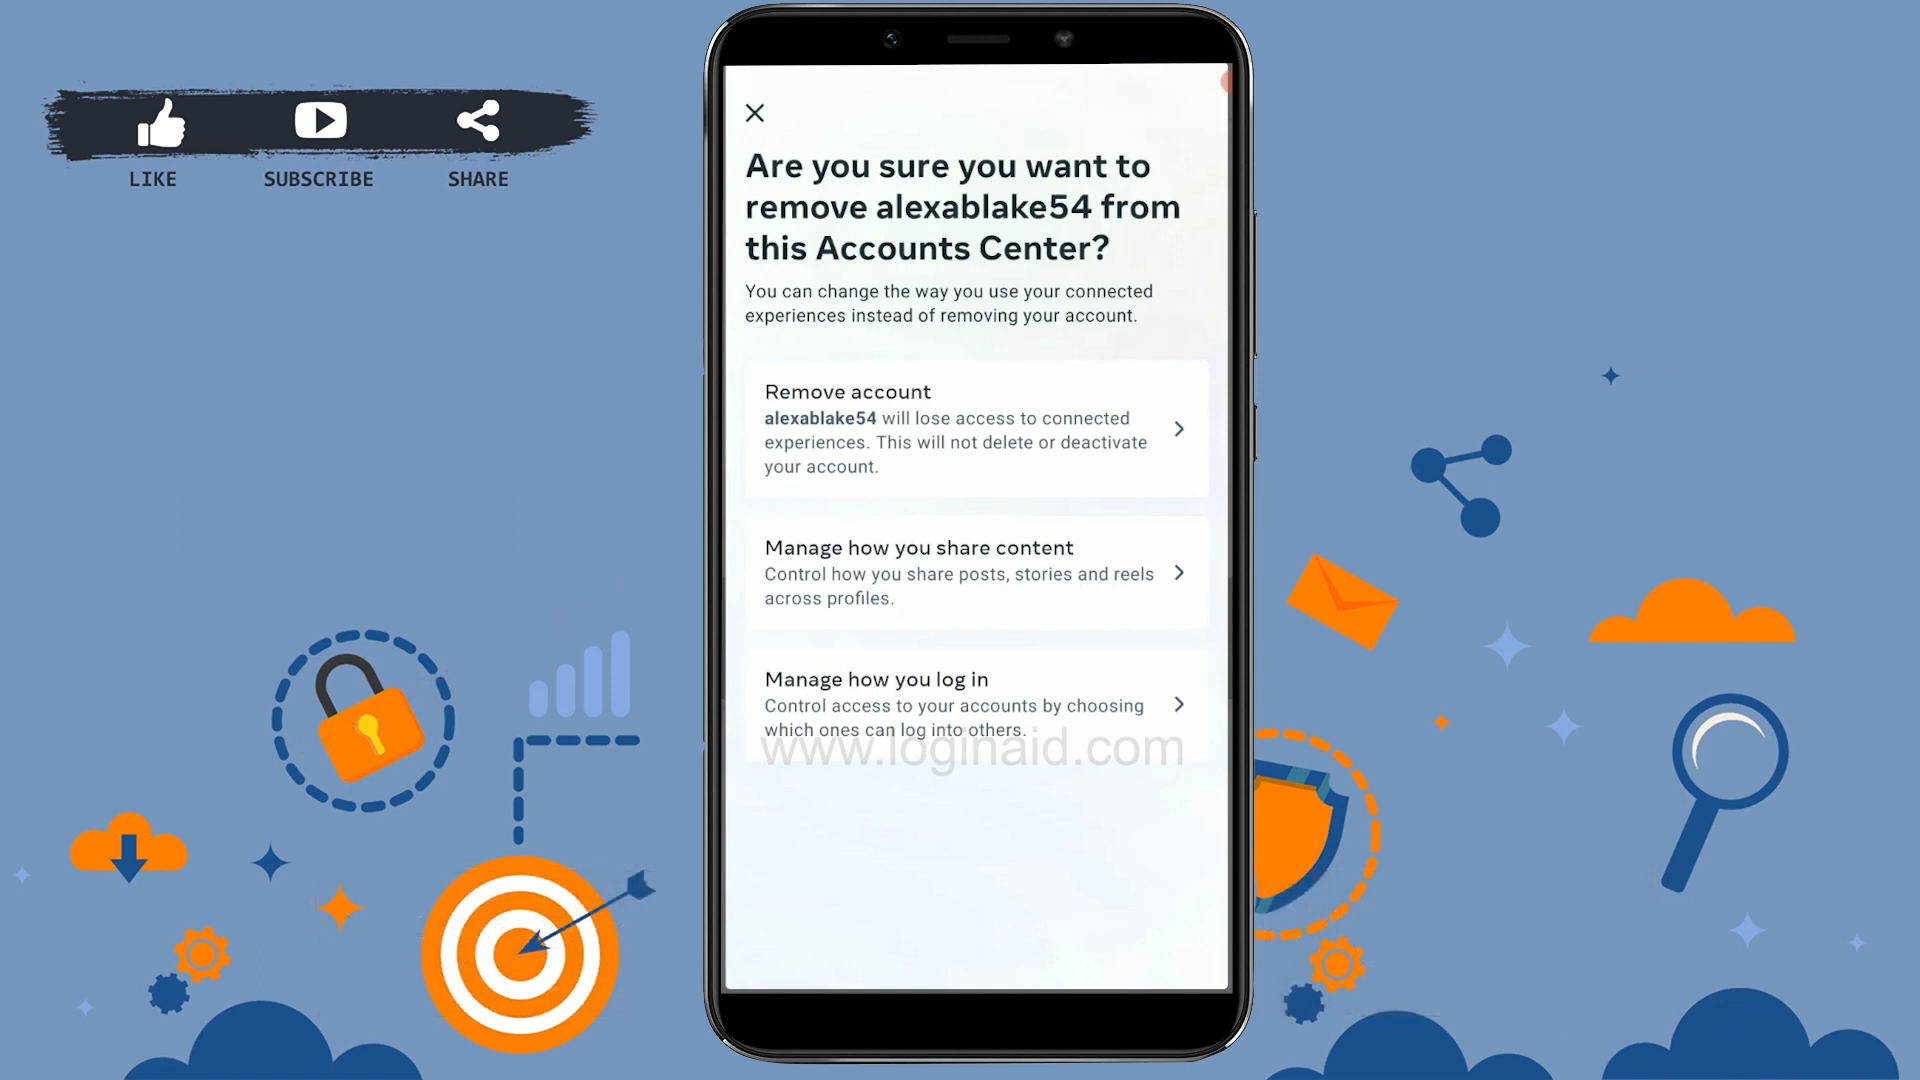 LIKE
SUBSCRIBE
SHARE
Are you sure you want to
remove alexablake54 from
this Accounts Center?
You can change the way you use your connected
experiences instead of removing your account.
Remove account
alexablake54 will lose access to connected
experiences. This will not delete or deactivate
your account.
Manage how you share content
Control how you share posts, stories and reels
across profiles.
Manage how you log in
Control access to your accounts by choosing
which ones can log into others.
www.loginaid.com